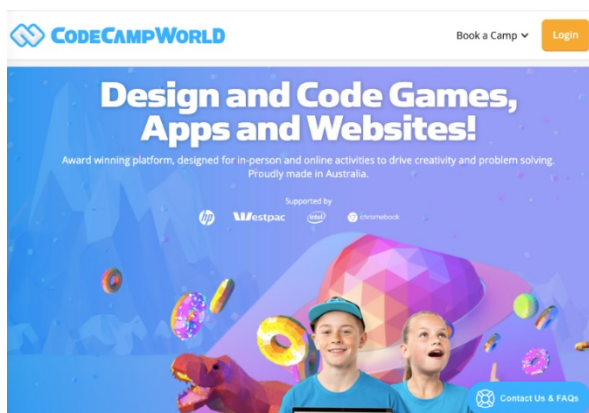 CODECAMPWORLD
Book a Camp
Login
Design and Code Games,
Apps and Websites!
Award winning platform, designed for in-person and online activities to drive creativity and problem solving.
Proudly made in Australia.
Supported by
hp Westpac intel chromebook
Contact Us & FAQs